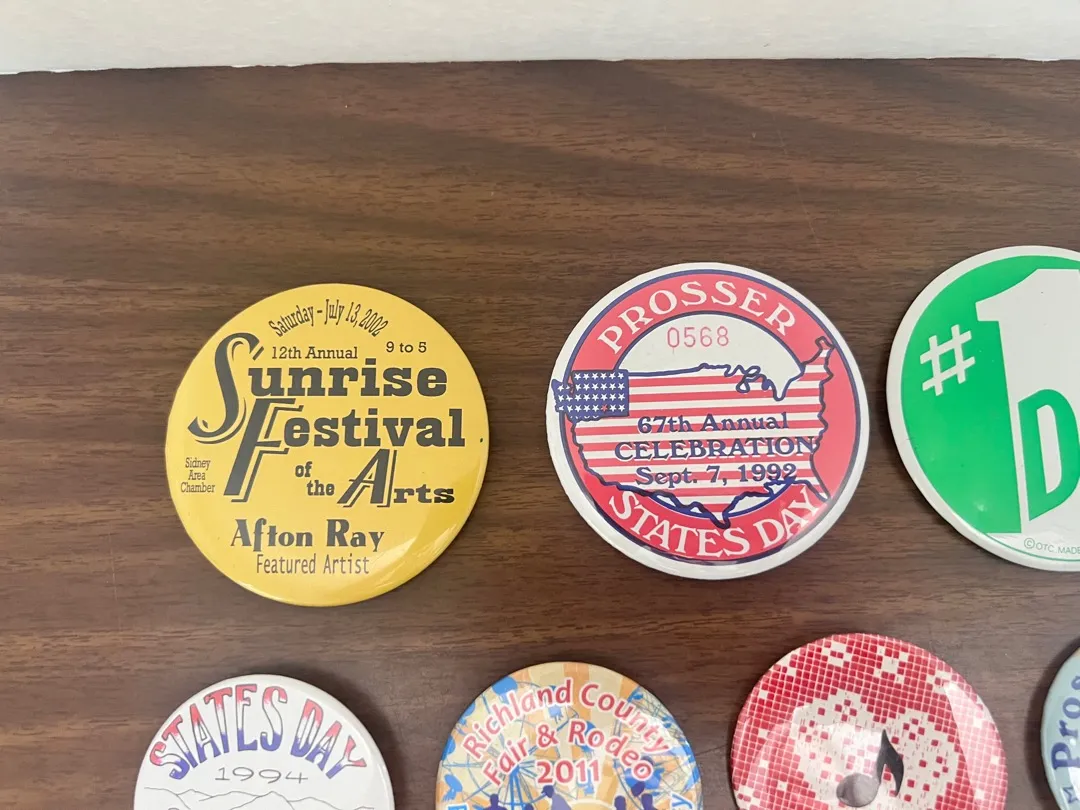 Saturday - July 13, 2002
12th Annual 9 to 5
Sunrise
Festival
of the Arts
Sidney
Area
Chamber
Afton Ray
Featured Artist
PROSSER
0568
67th Annual
CELEBRATION
Sept. 7, 1992
STATES DAY
#1
D
©OTC MADE
STATES DAY
1994
Richland County
Fair & Rodeo
2011
Pros